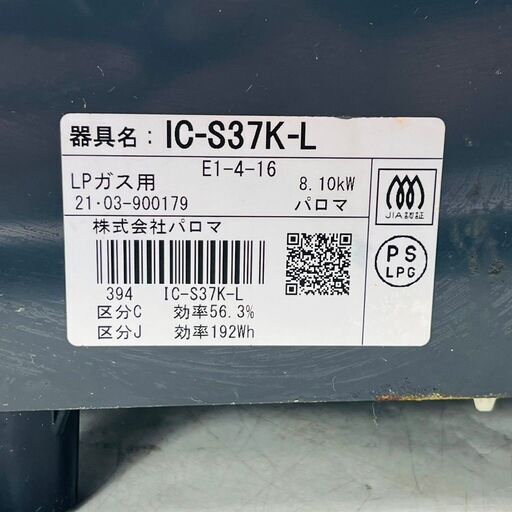 器具名：IC-S37K-L
E1-4-16
LPガス用 8.10kW
21・03-900179 パロマ
JIA認証
株式会社パロマ
PS
LPG
394 IC-S37K-L
区分C 効率56.3%
区分J 効率192Wh